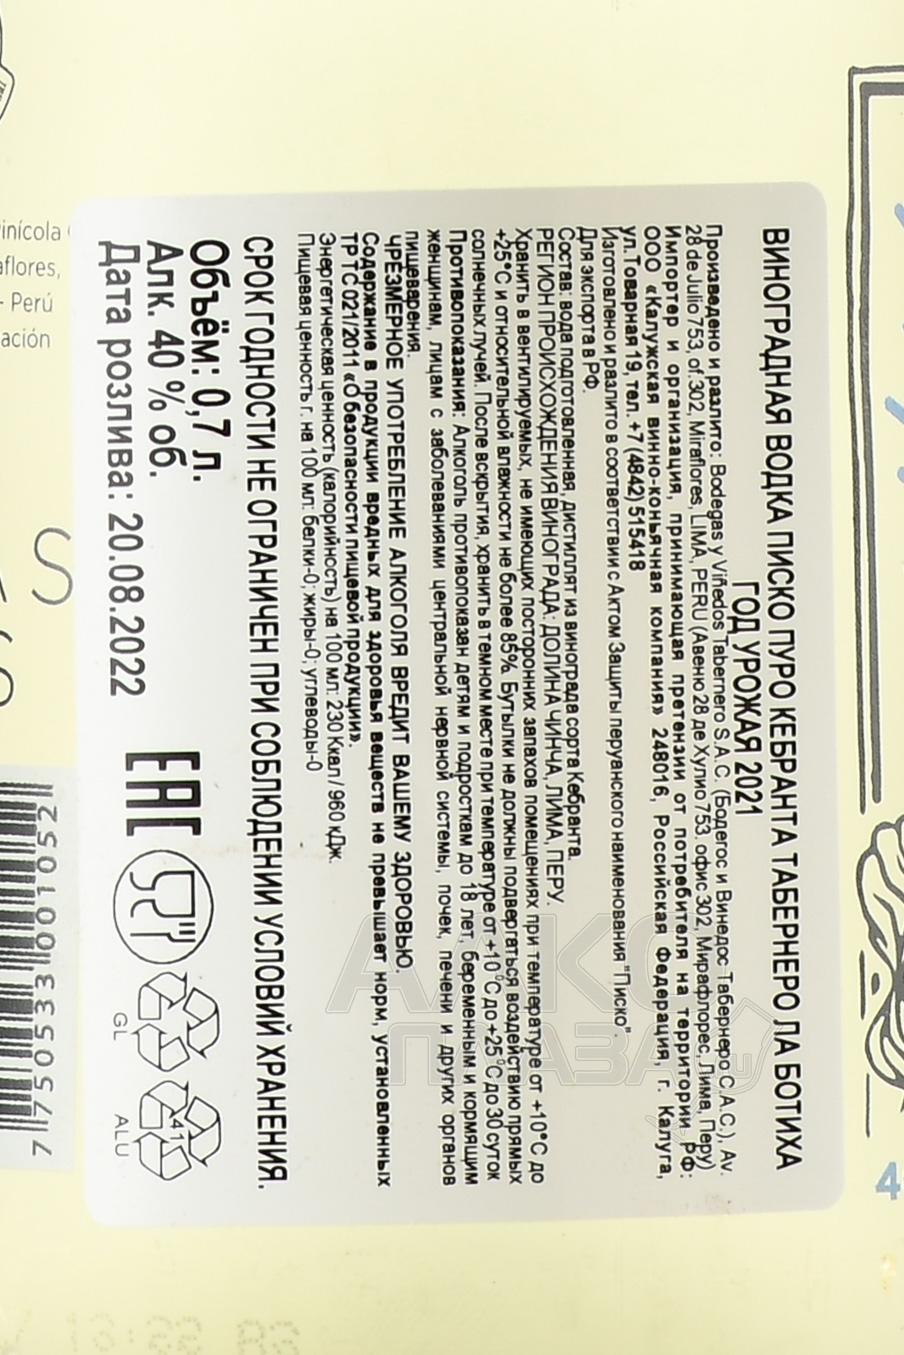 ВИНОГРАДНАЯ ВОДКА ПИСКО ПУРО КЕБРАНТА ТАБЕРНЕРО ЛА БОТИХА
ГОД УРОЖАЯ 2021
Произведено и разлито: Bodegas y Viñedos Tabernero S.A.C. (Бодегос и Винедос Табернеро С.А.С.), Av.
28 de Julio 753, of.302, Miraflores, LIMA, PERU (Авеню 28 де Хулио 753, офис 302, Мирафлорес, Лима, Перу)
Импортер и организация, принимающая претензии от потребителя на территории РФ:
ООО «Калужская винно-коньячная компания» 248016, Российская Федерация, г. Калуга,
ул.Товарная 19, тел. +7 (4842) 515418
Изготовлено и разлито в соответствии с Актом Защиты перуанского наименования "Писко".
Для экспорта в РФ.
Состав: вода подготовленная, дистиллят из винограда сорта Кебранта.
РЕГИОН ПРОИСХОЖДЕНИЯ ВИНОГРАДА: ДОЛИНА ЧИНЧА, ЛИМА, ПЕРУ.
Хранить в вентилируемых, не имеющих посторонних запахов помещениях при температуре от +10°С до
+25°С и относительной влажности не более 85%. Бутылки не должны подвергаться воздействию прямых
солнечных лучей. После вскрытия, хранить в темном месте при температуре от +10°С до +25°С до 30 суток
Противопоказания: Алкоголь противопоказан детям и подросткам до 18 лет, беременным и кормящим
женщинам, лицам с заболеваниями центральной нервной системы, почек, печени и других органов
пищеварения.
ЧРЕЗМЕРНОЕ УПОТРЕБЛЕНИЕ АЛКОГОЛЯ ВРЕДИТ ВАШЕМУ ЗДОРОВЬЮ.
Содержание в продукции вредных для здоровья веществ не превышает норм, установленных
ТР ТС 021/2011 «О безопасности пищевой продукции».
Энергетическая ценность (калорийность) на 100 мл: 230 Ккал / 960 кДж.
Пищевая ценность г. на 100 мл: белки-0; жиры-0; углеводы-0
СРОК ГОДНОСТИ НЕ ОГРАНИЧЕН ПРИ СОБЛЮДЕНИИ УСЛОВИЙ ХРАНЕНИЯ.
Объём: 0,7 л.
Алк. 40 % об.
Дата розлива: 20.08.2022
EAC
GL
41
ALU
АЛКО
ПЛАЗА
- Perú
7750533001052
4